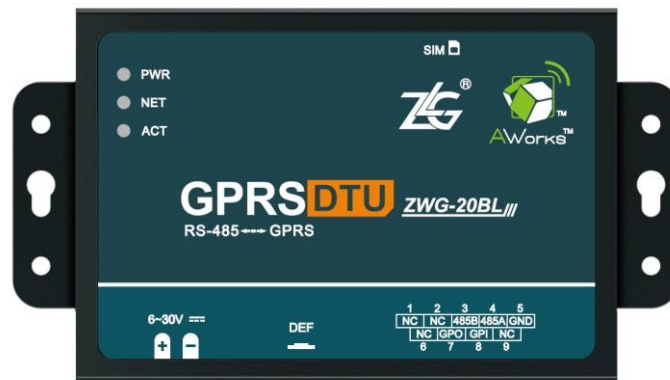 SIM
PWR
NET
ACT
ZLG®
AWorks™
GPRS DTU ZWG-20BL
RS-485 GPRS
6~30V
+ -
DEF
1 2 3 4 5
NC NC 485B 485A GND
NC GPO GPI NC
6 7 8 9